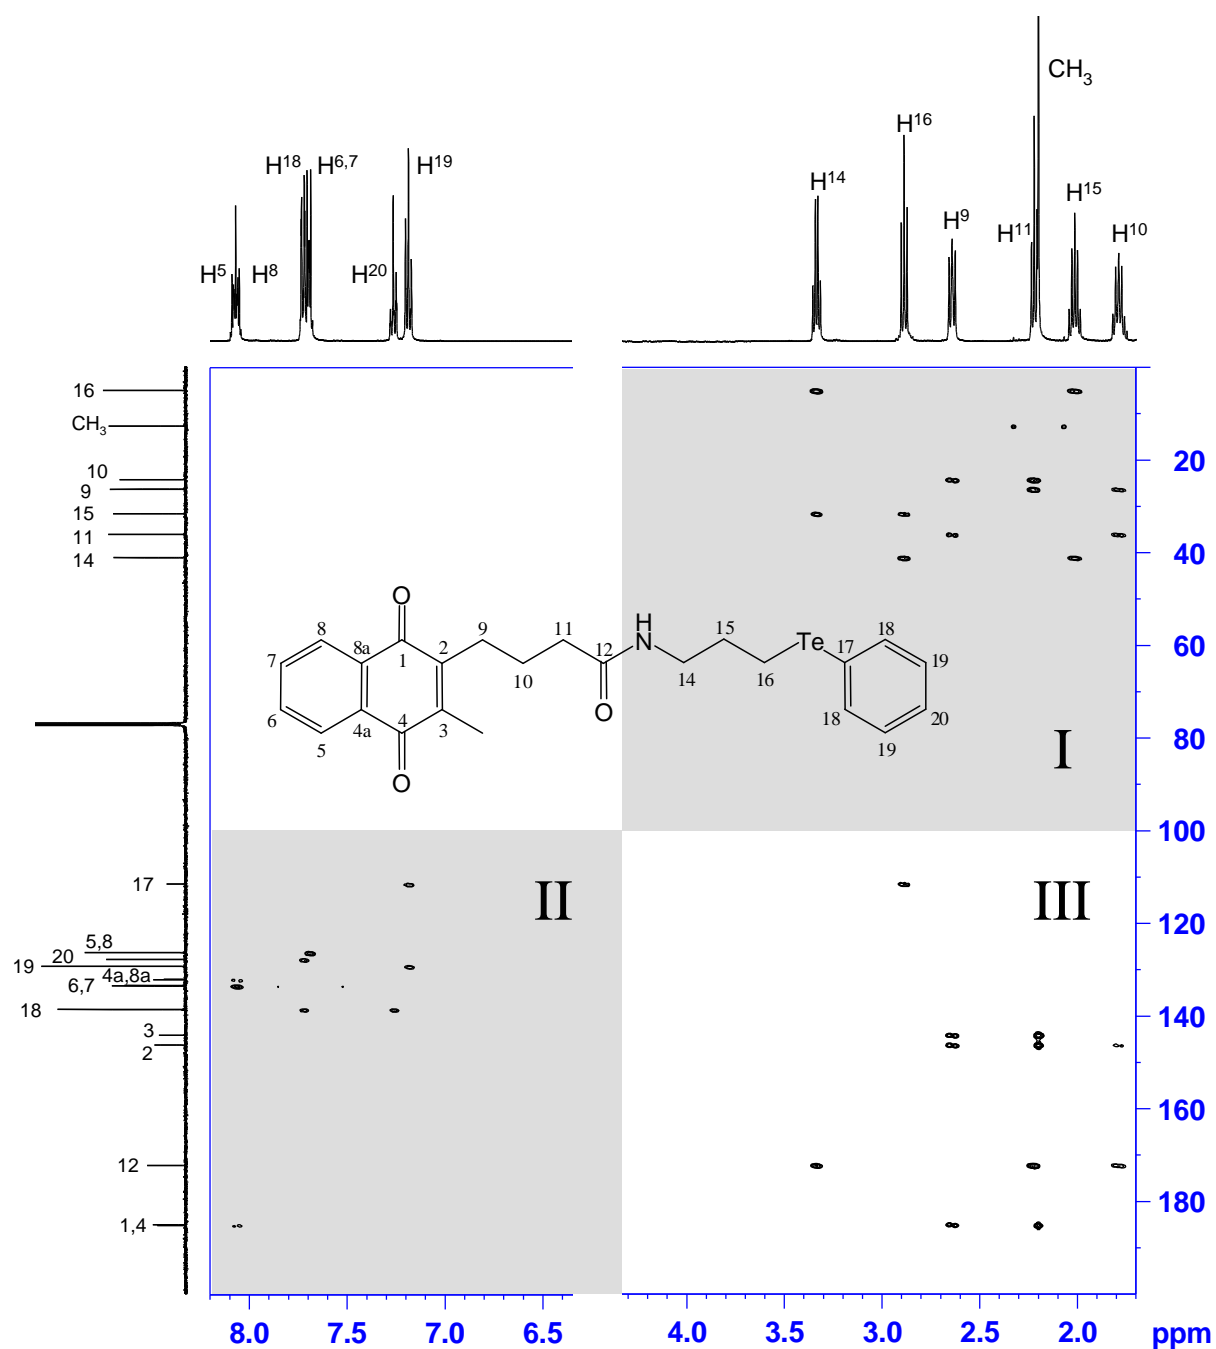 CH3
H16
H18 H6,7 H19
H14
H9 H11 H15 H10
H5 H8 H20
16
CH3
10
9
15
11
14
20
40
60
80
100
120
140
160
180
O
H
N
8 9 11 15 18
8a 2 12 Te 17
7 1 19
10 14 16
6 4 O 18 20
4a 3
5 19
O
I
17
II III
5,8
20
19 4a,8a
6,7
18
3
2
12
1,4
8.0 7.5 7.0 6.5 4.0 3.5 3.0 2.5 2.0 ppm